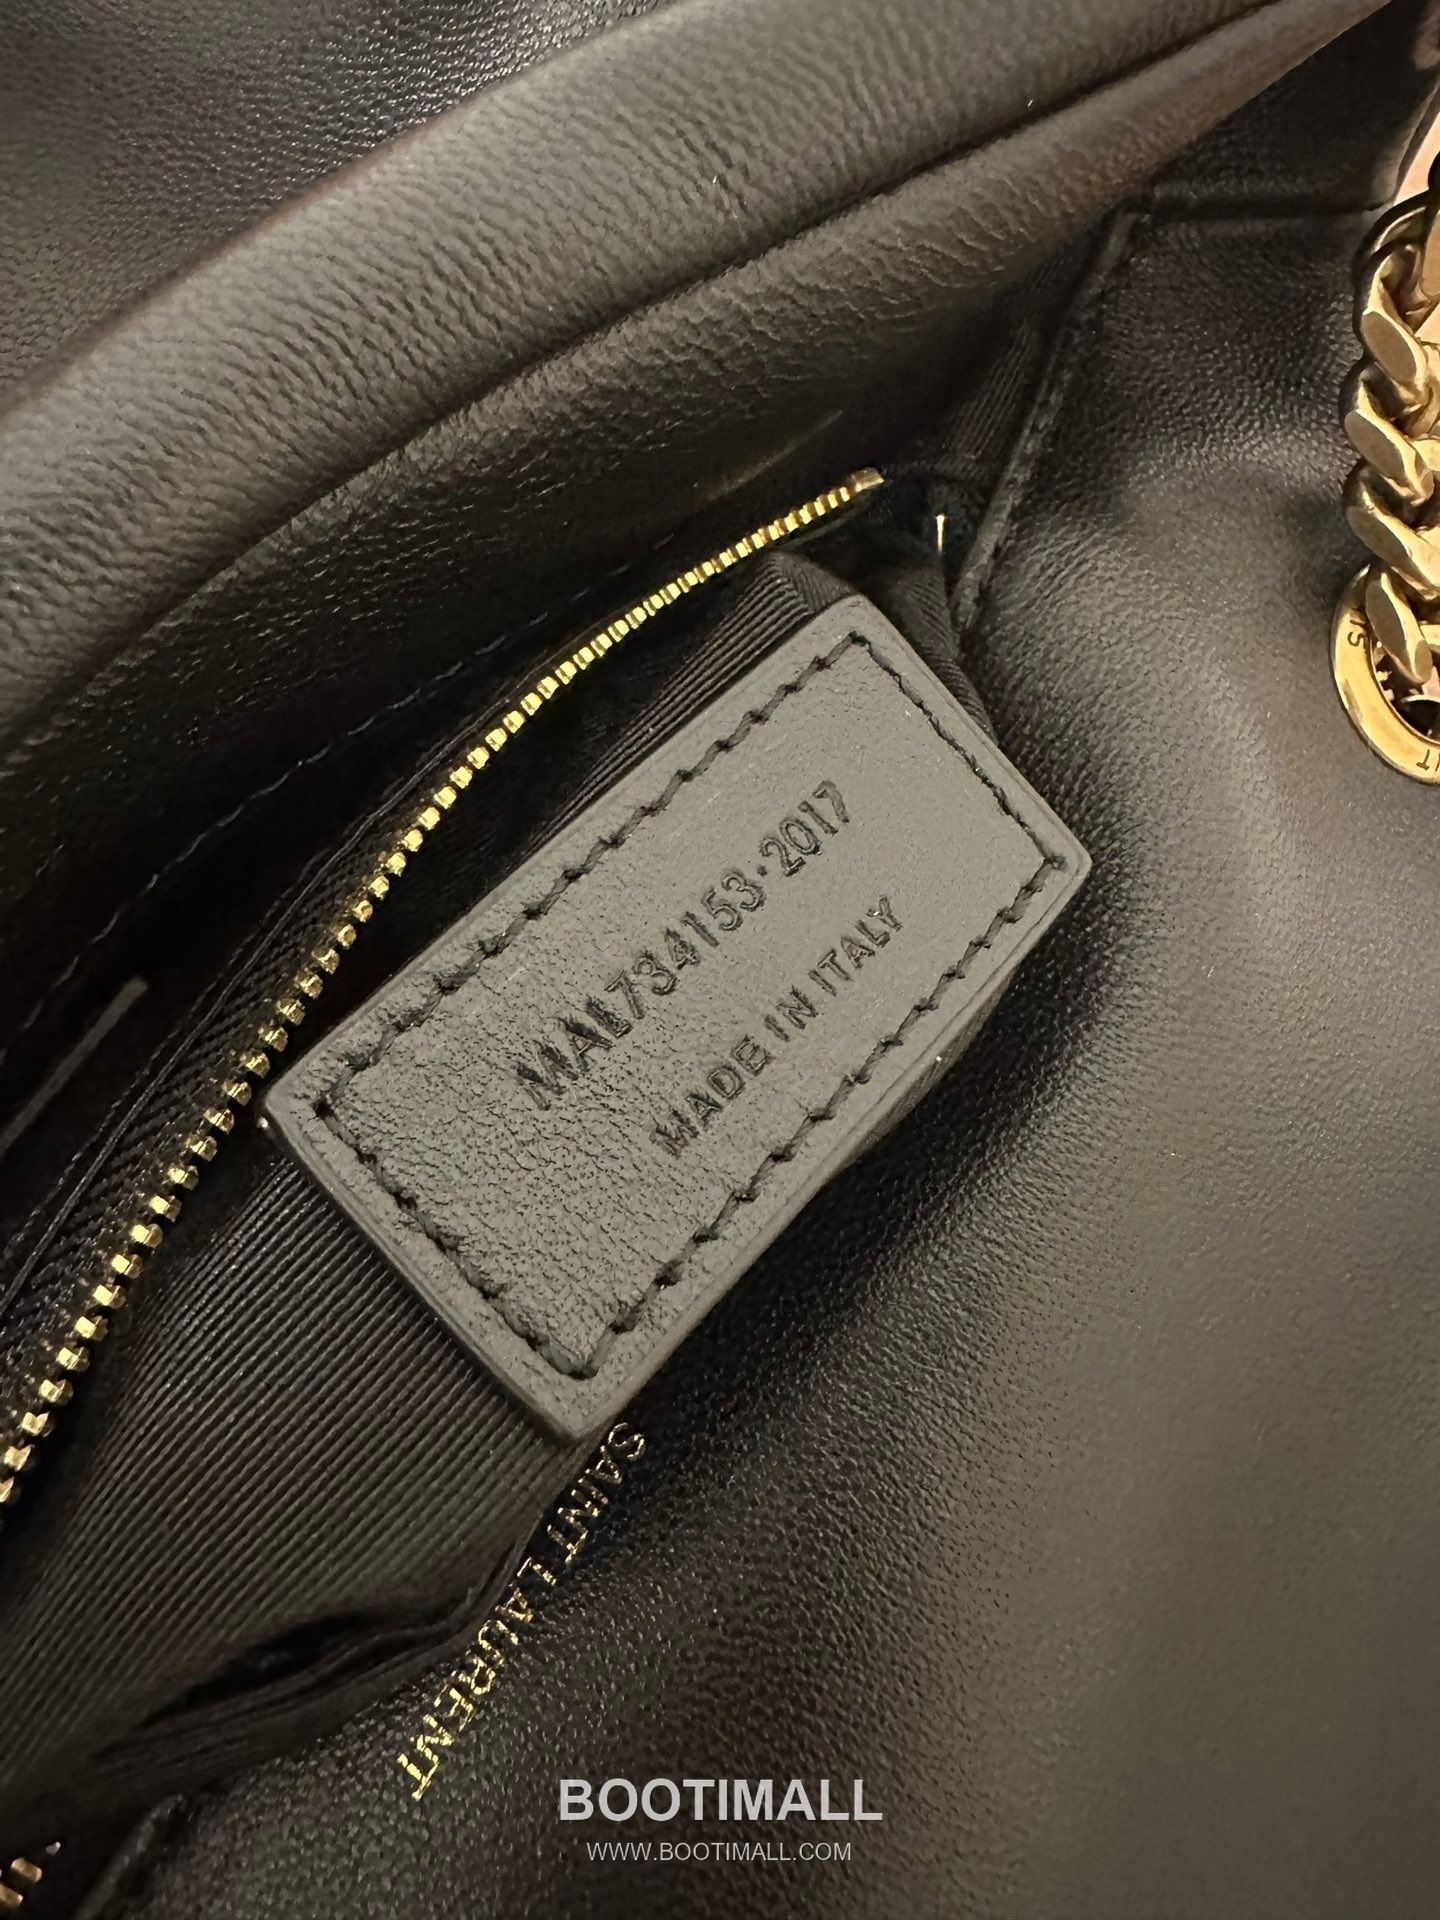 MAL734153·2017
MADE IN ITALY
SAINT LAURENT
BOOTIMALL
WWW.BOOTIMALL.COM